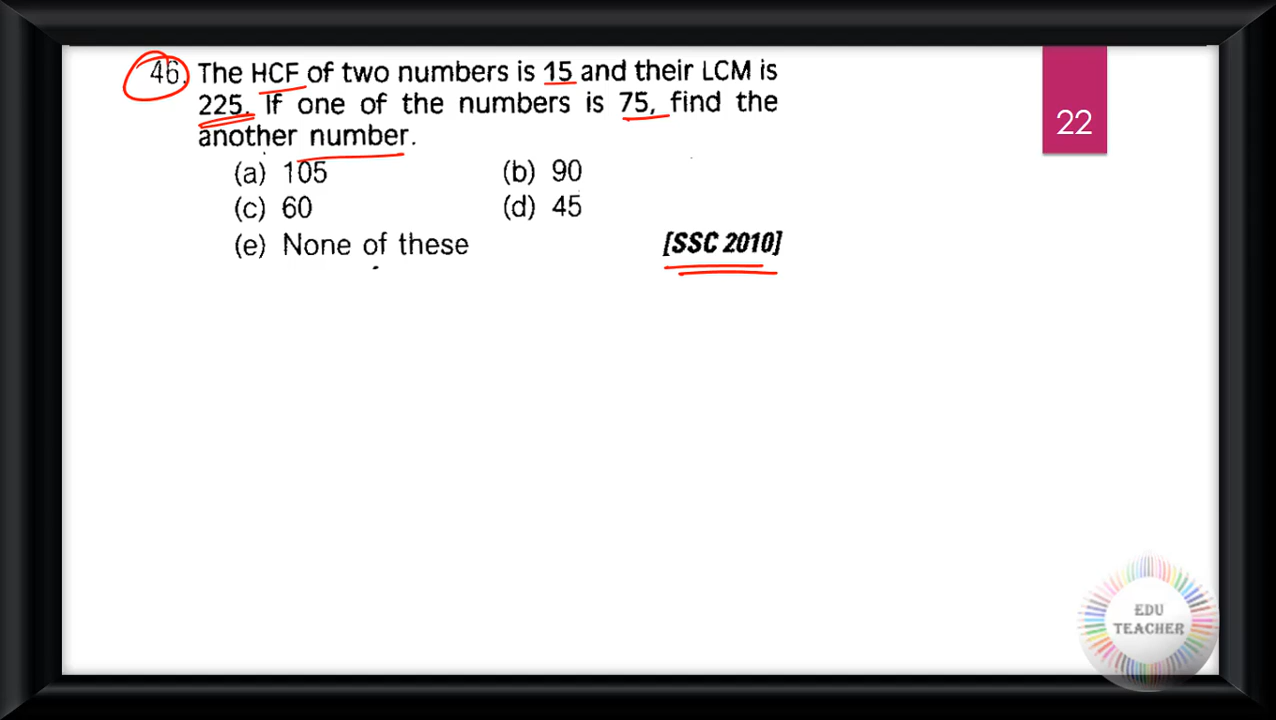 46. The HCF of two numbers is 15 and their LCM is
225. If one of the numbers is 75, find the
another number.
(a) 105 (b) 90
(c) 60 (d) 45
(e) None of these [SSC 2010]
22
EDU
TEACHER